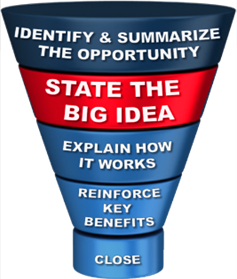 IDENTIFY & SUMMARIZE
THE OPPORTUNITY
STATE THE
BIG IDEA
EXPLAIN HOW
IT WORKS
REINFORCE
KEY
BENEFITS
CLOSE